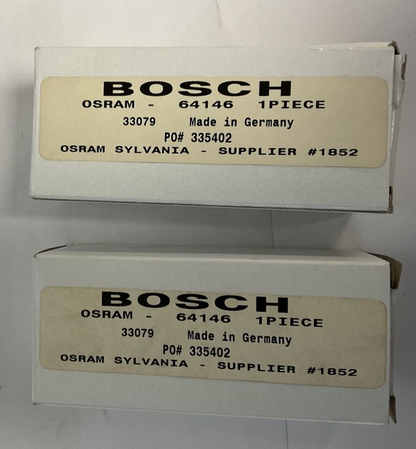 BOSCH
OSRAM - 64146 1PIECE
33079 Made in Germany
PO# 335402
OSRAM SYLVANIA - SUPPLIER #1852
BOSCH
OSRAM - 64146 1PIECE
33079 Made in Germany
PO# 335402
OSRAM SYLVANIA - SUPPLIER #1852